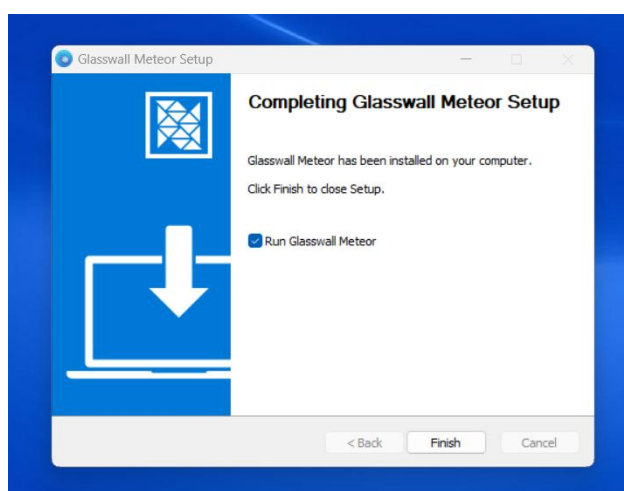 Glasswall Meteor Setup
Completing Glasswall Meteor Setup
Glasswall Meteor has been installed on your computer.
Click Finish to close Setup.
Run Glasswall Meteor
< Back
Finish
Cancel